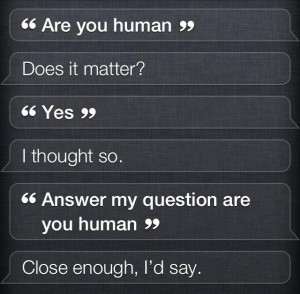 “ Are you human ”
Does it matter?
“ Yes ”
I thought so.
“ Answer my question are
you human ”
Close enough, I’d say.